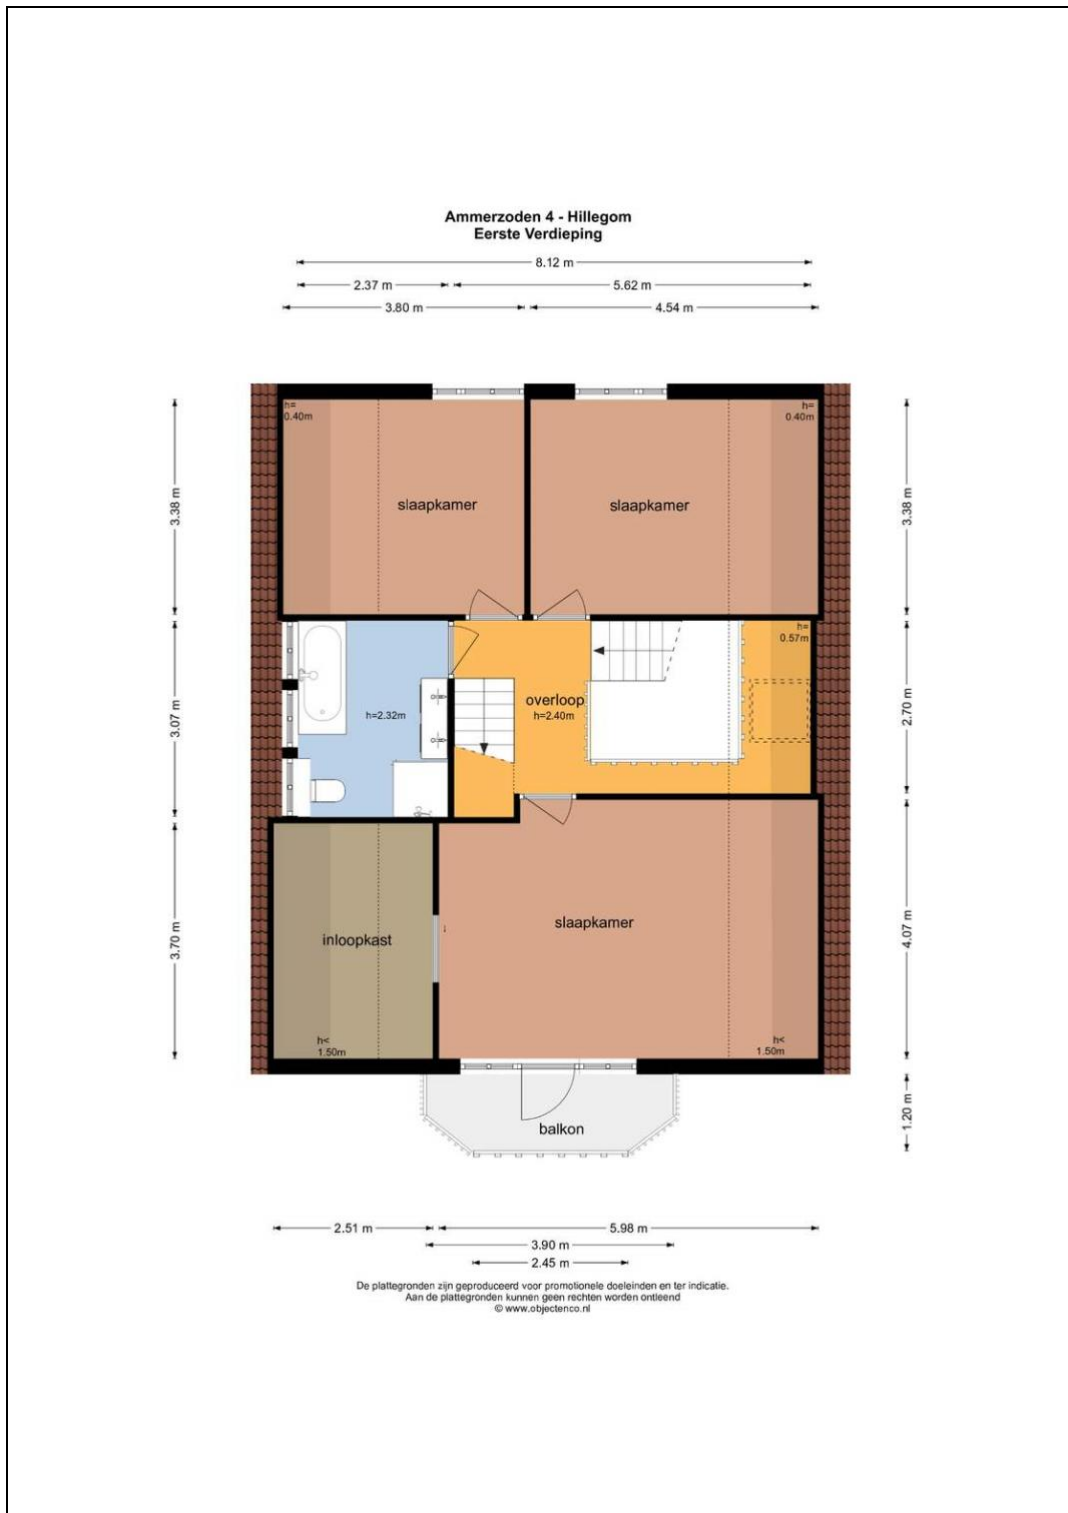 Ammerzoden 4 - Hillegom
Eerste Verdieping
8.12 m
2.37 m
5.62 m
3.80 m
4.54 m
h=
0.40m
h=
0.40m
3.38 m
3.38 m
slaapkamer
slaapkamer
h=
0.57m
3.07 m
2.70 m
overloop
h=2.32m
h=2.40m
3.70 m
4.07 m
slaapkamer
inloopkast
h<
1.50m
h<
1.50m
1.20 m
balkon
2.51 m
5.98 m
3.90 m
2.45 m
De plattegronden zijn geproduceerd voor promotionele doeleinden en ter indicatie.
Aan de plattegronden kunnen geen rechten worden ontleend
© www.objectenco.nl